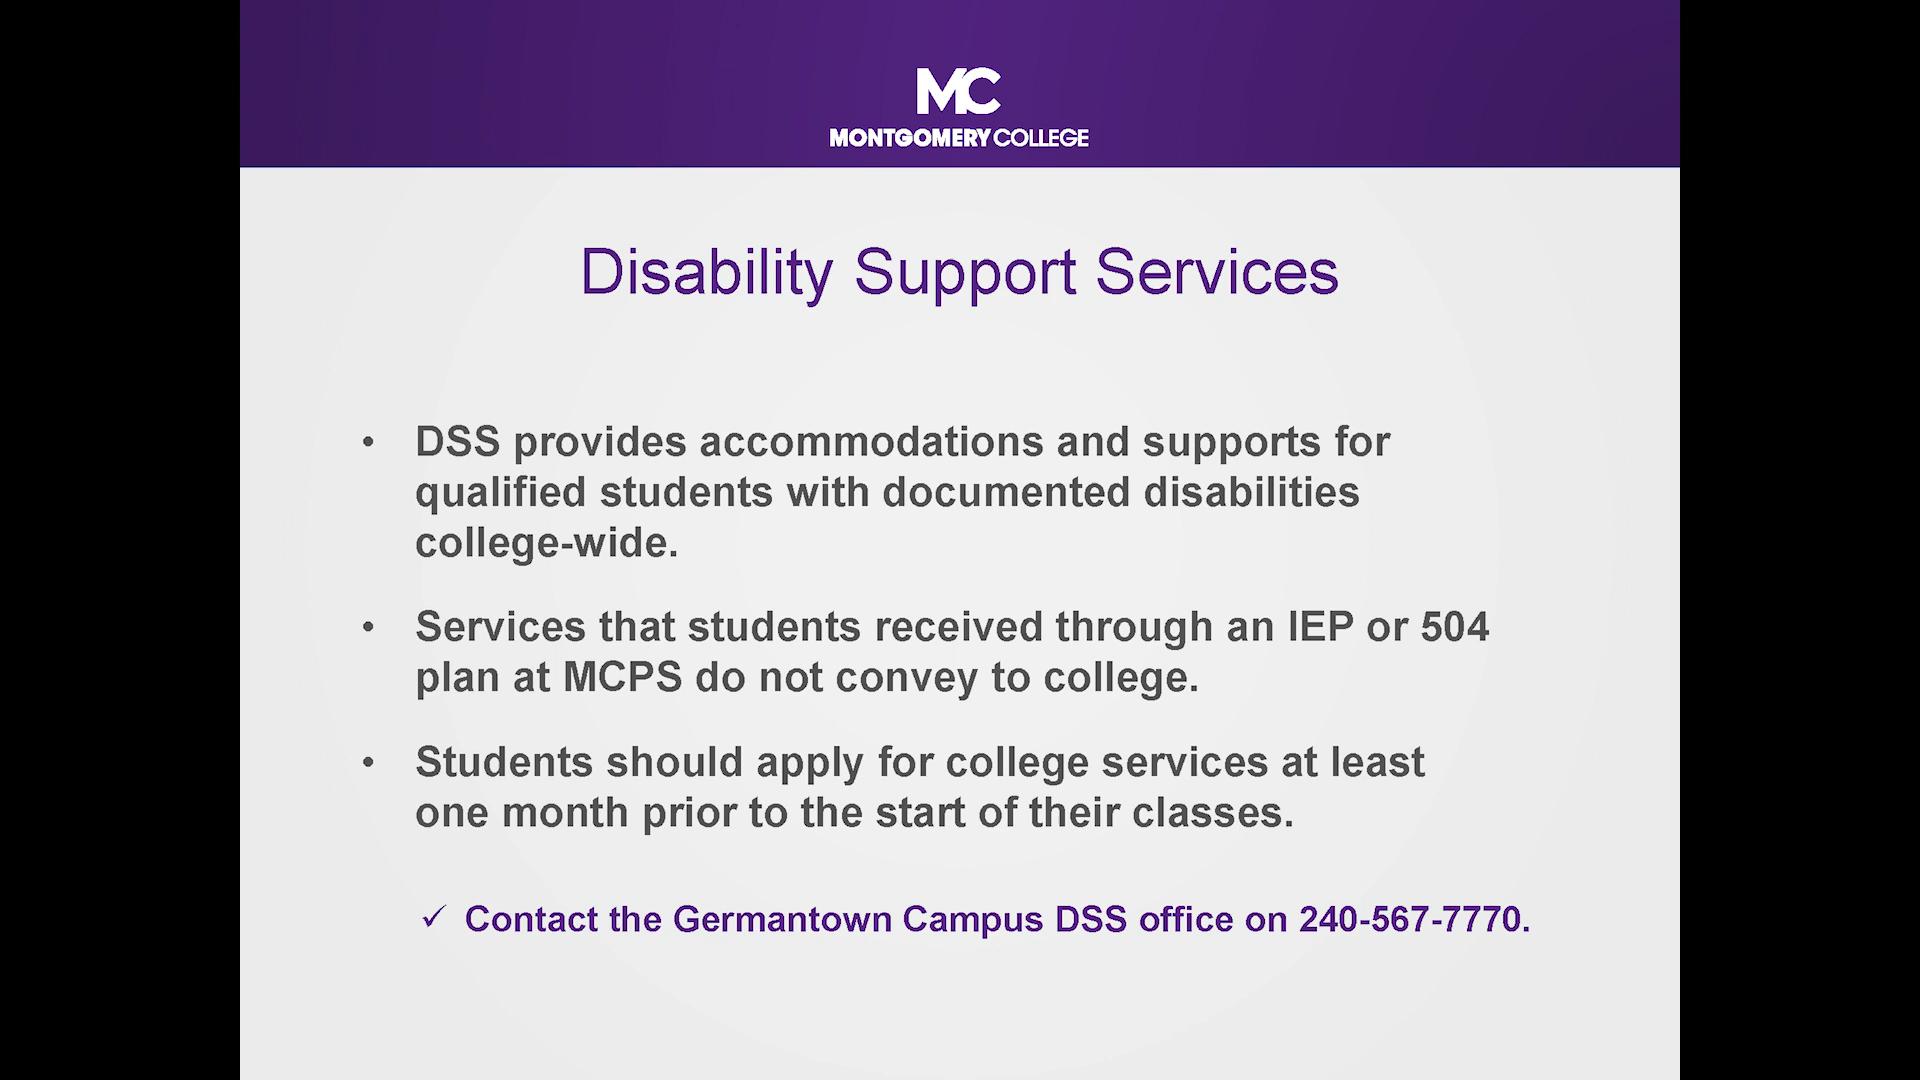 MC
MONTGOMERY COLLEGE
Disability Support Services
• DSS provides accommodations and supports for
qualified students with documented disabilities
college-wide.
• Services that students received through an IEP or 504
plan at MCPS do not convey to college.
• Students should apply for college services at least
one month prior to the start of their classes.
✓ Contact the Germantown Campus DSS office on 240-567-7770.